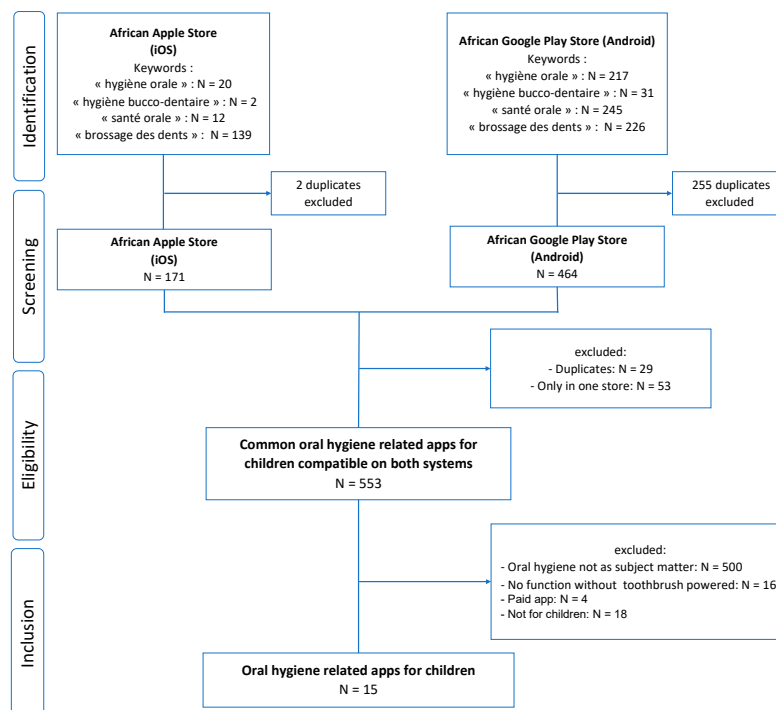 Identification
African Apple Store
(iOS)
Keywords :
« hygiène orale » : N = 20
« hygiène bucco-dentaire » : N = 2
« santé orale » : N = 12
« brossage des dents » : N = 139
African Google Play Store (Android)
Keywords :
« hygiène orale » : N = 217
« hygiène bucco-dentaire » : N = 31
« santé orale » : N = 245
« brossage des dents » : N = 226
2 duplicates
excluded
255 duplicates
excluded
Screening
African Apple Store
(iOS)
N = 171
African Google Play Store
(Android)
N = 464
excluded:
- Duplicates: N = 29
- Only in one store: N = 53
Eligibility
Common oral hygiene related apps for
children compatible on both systems
N = 553
excluded:
- Oral hygiene not as subject matter: N = 500
- No function without toothbrush powered: N = 16
- Paid app: N = 4
- Not for children: N = 18
Inclusion
Oral hygiene related apps for children
N = 15